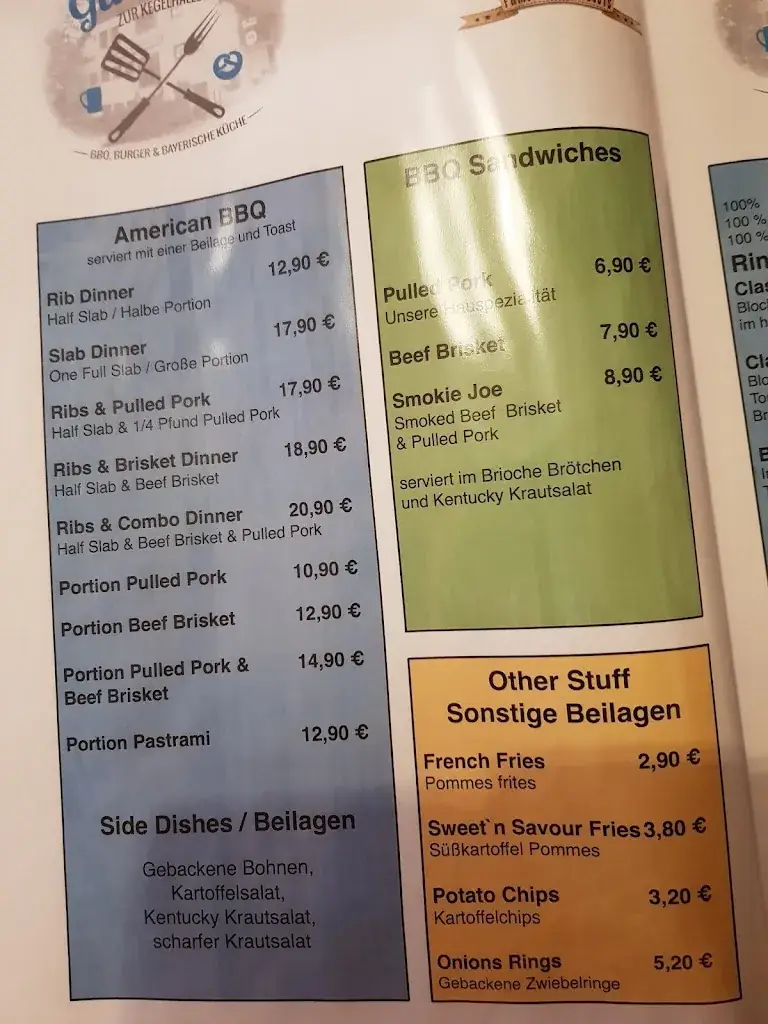 ZUR KEGELHALLE
BBQ, BURGER & BAYERISCHE KÜCHE
American BBQ
serviert mit einer Beilage und Toast
12,90 €
Rib Dinner
Half Slab / Halbe Portion
17,90 €
Slab Dinner
One Full Slab / Große Portion
17,90 €
Ribs & Pulled Pork
Half Slab & 1/4 Pfund Pulled Pork
18,90 €
Ribs & Brisket Dinner
Half Slab & Beef Brisket
20,90 €
Ribs & Combo Dinner
Half Slab & Beef Brisket & Pulled Pork
Portion Pulled Pork 10,90 €
Portion Beef Brisket 12,90 €
Portion Pulled Pork & 14,90 €
Beef Brisket
Portion Pastrami 12,90 €
Side Dishes / Beilagen
Gebackene Bohnen,
Kartoffelsalat,
Kentucky Krautsalat,
scharfer Krautsalat
BBQ Sandwiches
Pulled Pork 6,90 €
Unsere Hauspezialität
Beef Brisket 7,90 €
Smokie Joe 8,90 €
Smoked Beef Brisket
& Pulled Pork
serviert im Brioche Brötchen
und Kentucky Krautsalat
Other Stuff
Sonstige Beilagen
French Fries 2,90 €
Pommes frites
Sweet`n Savour Fries 3,80 €
Süßkartoffel Pommes
Potato Chips 3,20 €
Kartoffelchips
Onions Rings 5,20 €
Gebackene Zwiebelringe
100%
100 %
100 %
im h